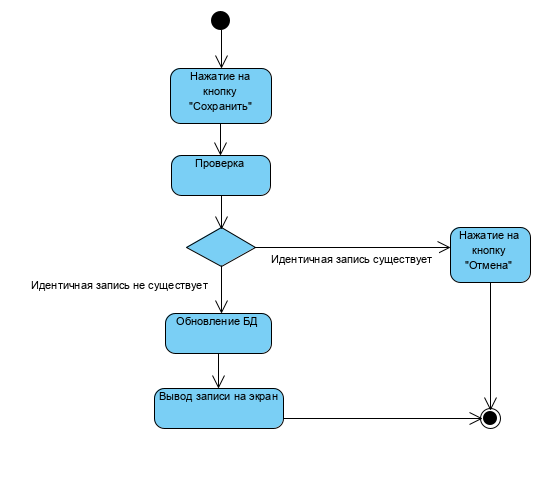 Нажатие на
кнопку
"Сохранить"
Проверка
Идентичная запись существует
Нажатие на
кнопку
"Отмена"
Идентичная запись не существует
Обновление БД
Вывод записи на экран